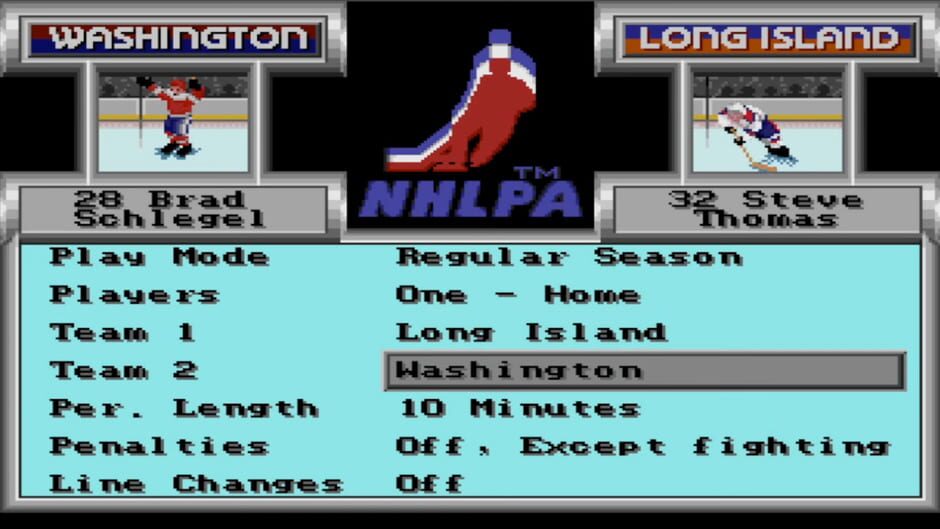 WASHINGTON
LONG ISLAND
TM
NHLPA
28 Brad
Schlegel
32 Steve
Thomas
Play Mode Regular Season
Players One - Home
Team 1 Long Island
Team 2 Washington
Per. Length 10 Minutes
Penalties Off, Except fighting
Line Changes Off